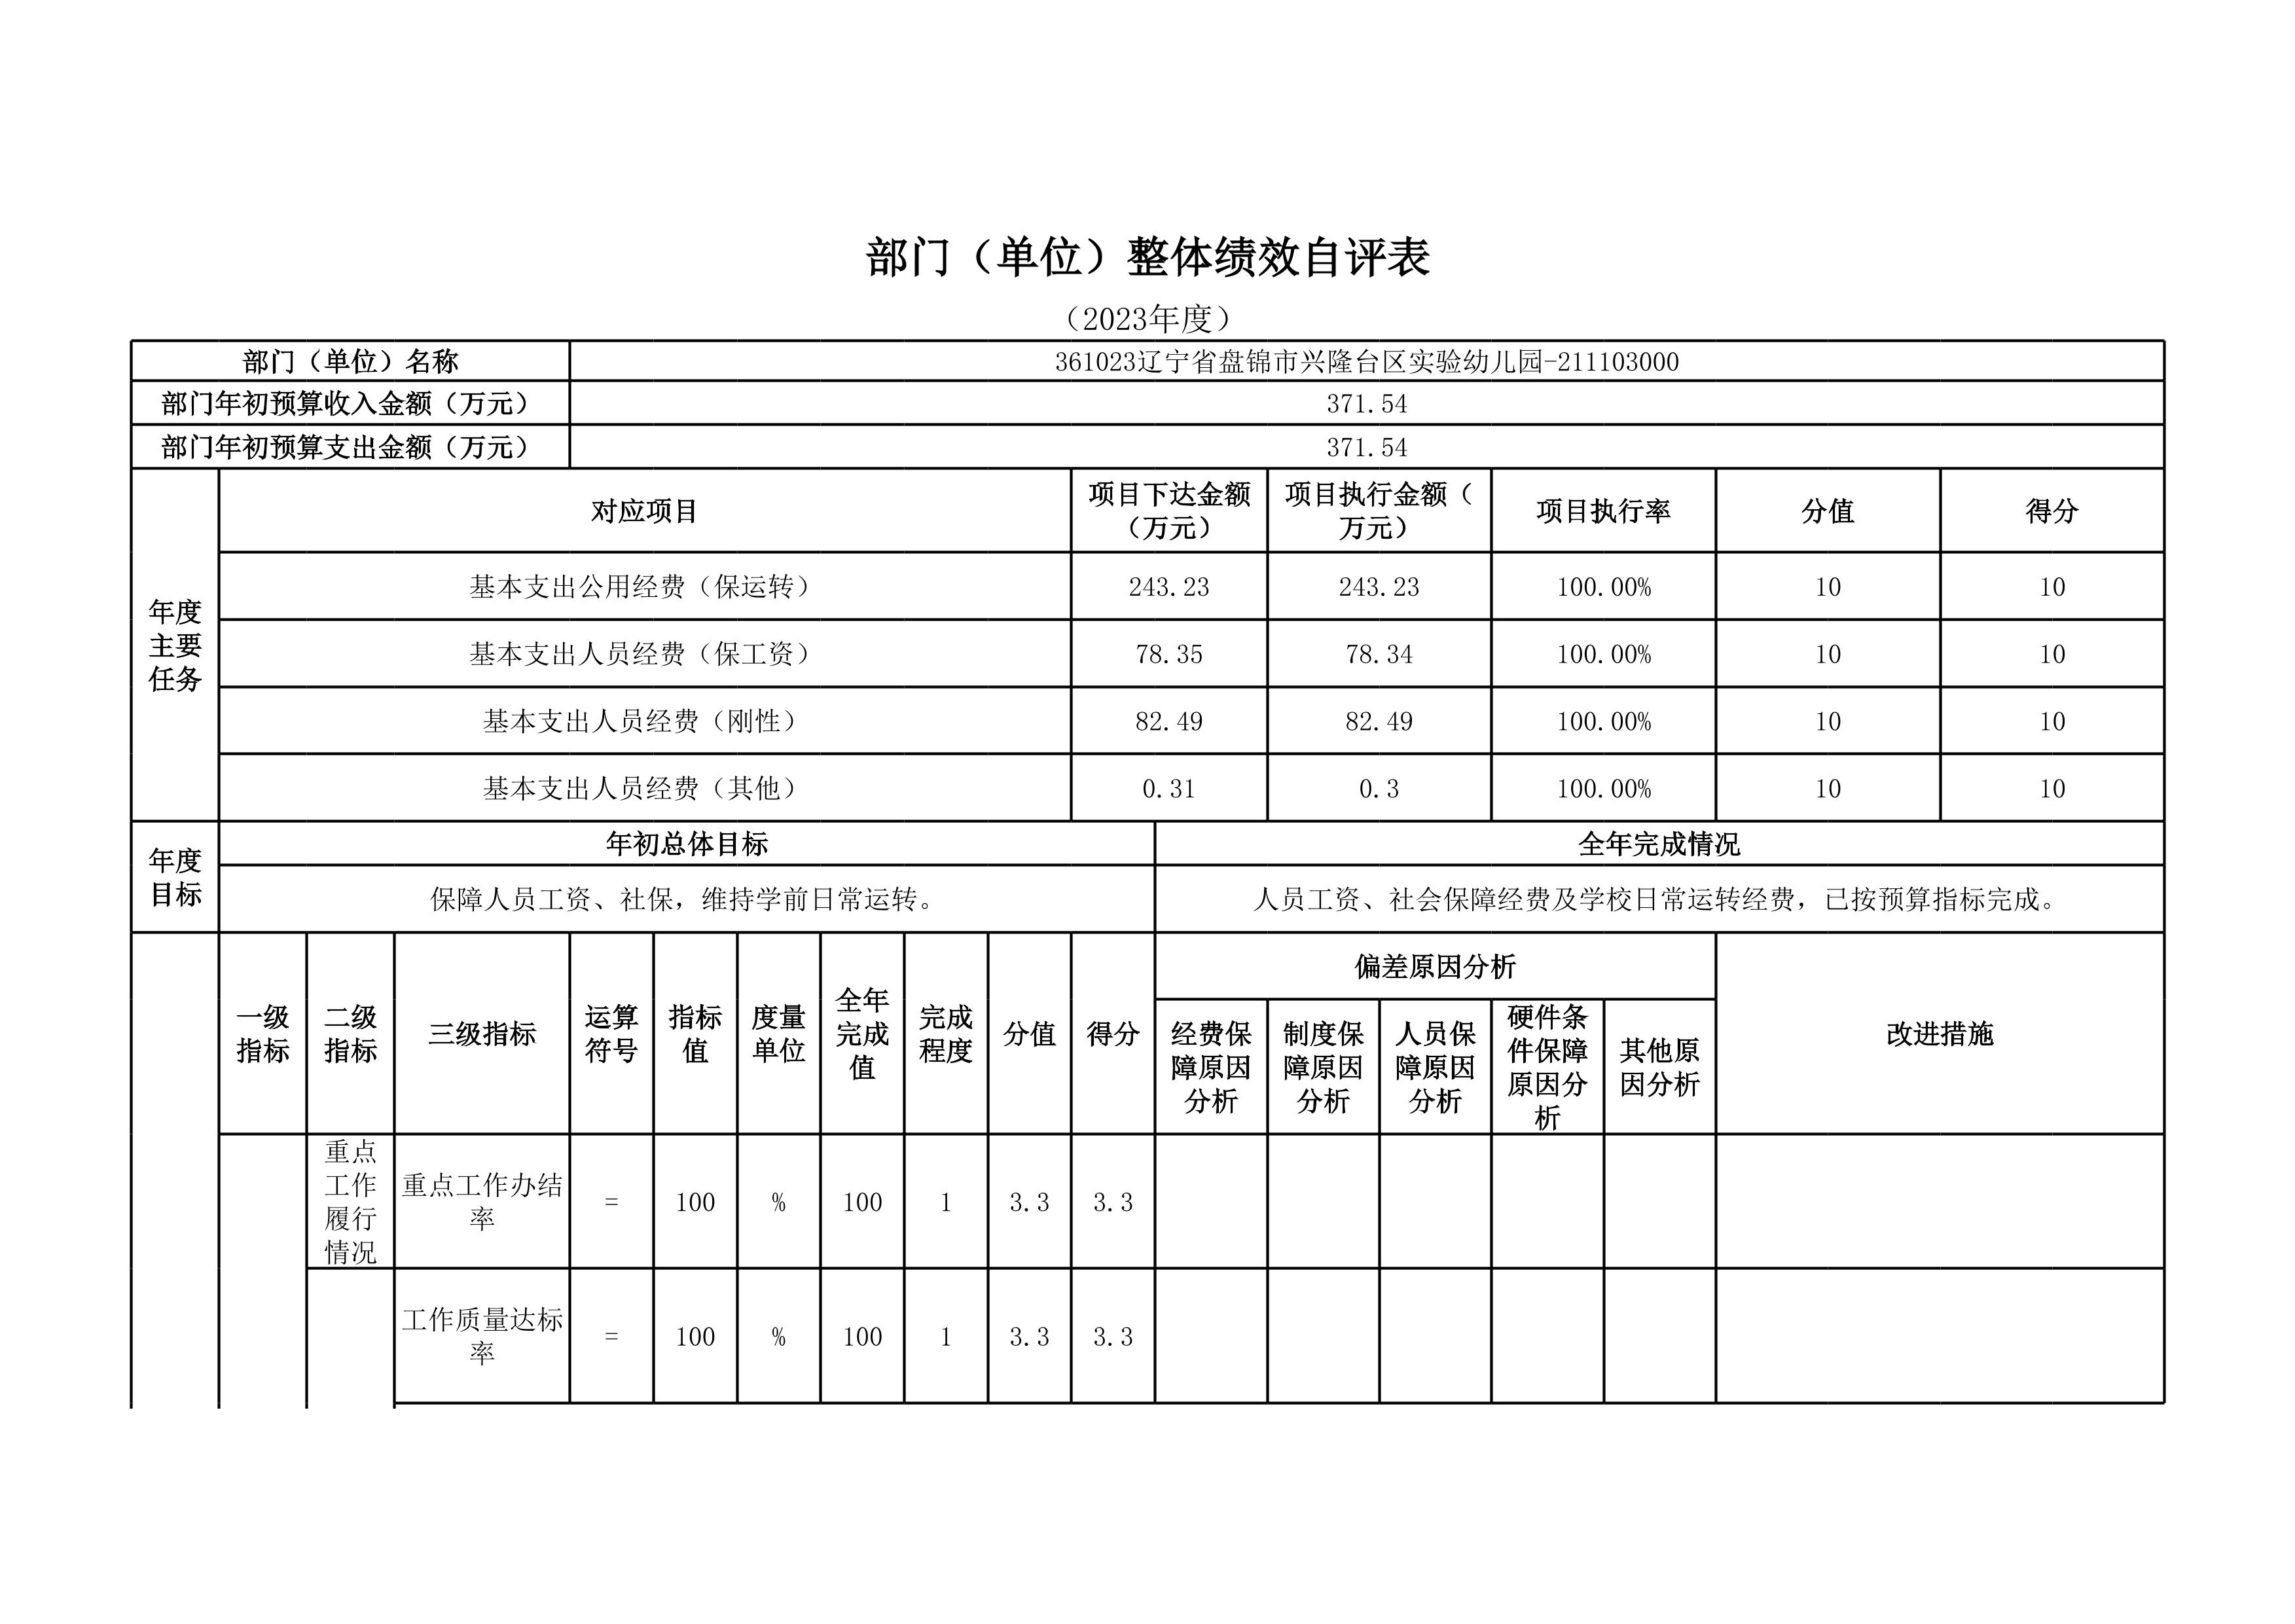 部门（单位）整体绩效自评表
（2023年度）
部门（单位）名称 361023辽宁省盘锦市兴隆台区实验幼儿园-211103000
部门年初预算收入金额（万元） 371.54
部门年初预算支出金额（万元） 371.54
年度
主要
任务
对应项目 项目下达金额
（万元） 项目执行金额（
万元） 项目执行率 分值 得分
基本支出公用经费（保运转） 243.23 243.23 100.00% 10 10
基本支出人员经费（保工资） 78.35 78.34 100.00% 10 10
基本支出人员经费（刚性） 82.49 82.49 100.00% 10 10
基本支出人员经费（其他） 0.31 0.3 100.00% 10 10
年度
目标
年初总体目标 全年完成情况
保障人员工资、社保，维持学前日常运转。 人员工资、社会保障经费及学校日常运转经费，已按预算指标完成。
一级
指标
二级
指标
三级指标
运算
符号
指标
值
度量
单位
全年
完成
值
完成
程度
分值
得分
偏差原因分析
经费保
障原因
分析
制度保
障原因
分析
人员保
障原因
分析
硬件条
件保障
原因分
析
其他原
因分析
改进措施
重点
工作
履行
情况
重点工作办结
率
= 100 % 100 1 3.3 3.3
工作质量达标
率
= 100 % 100 1 3.3 3.3